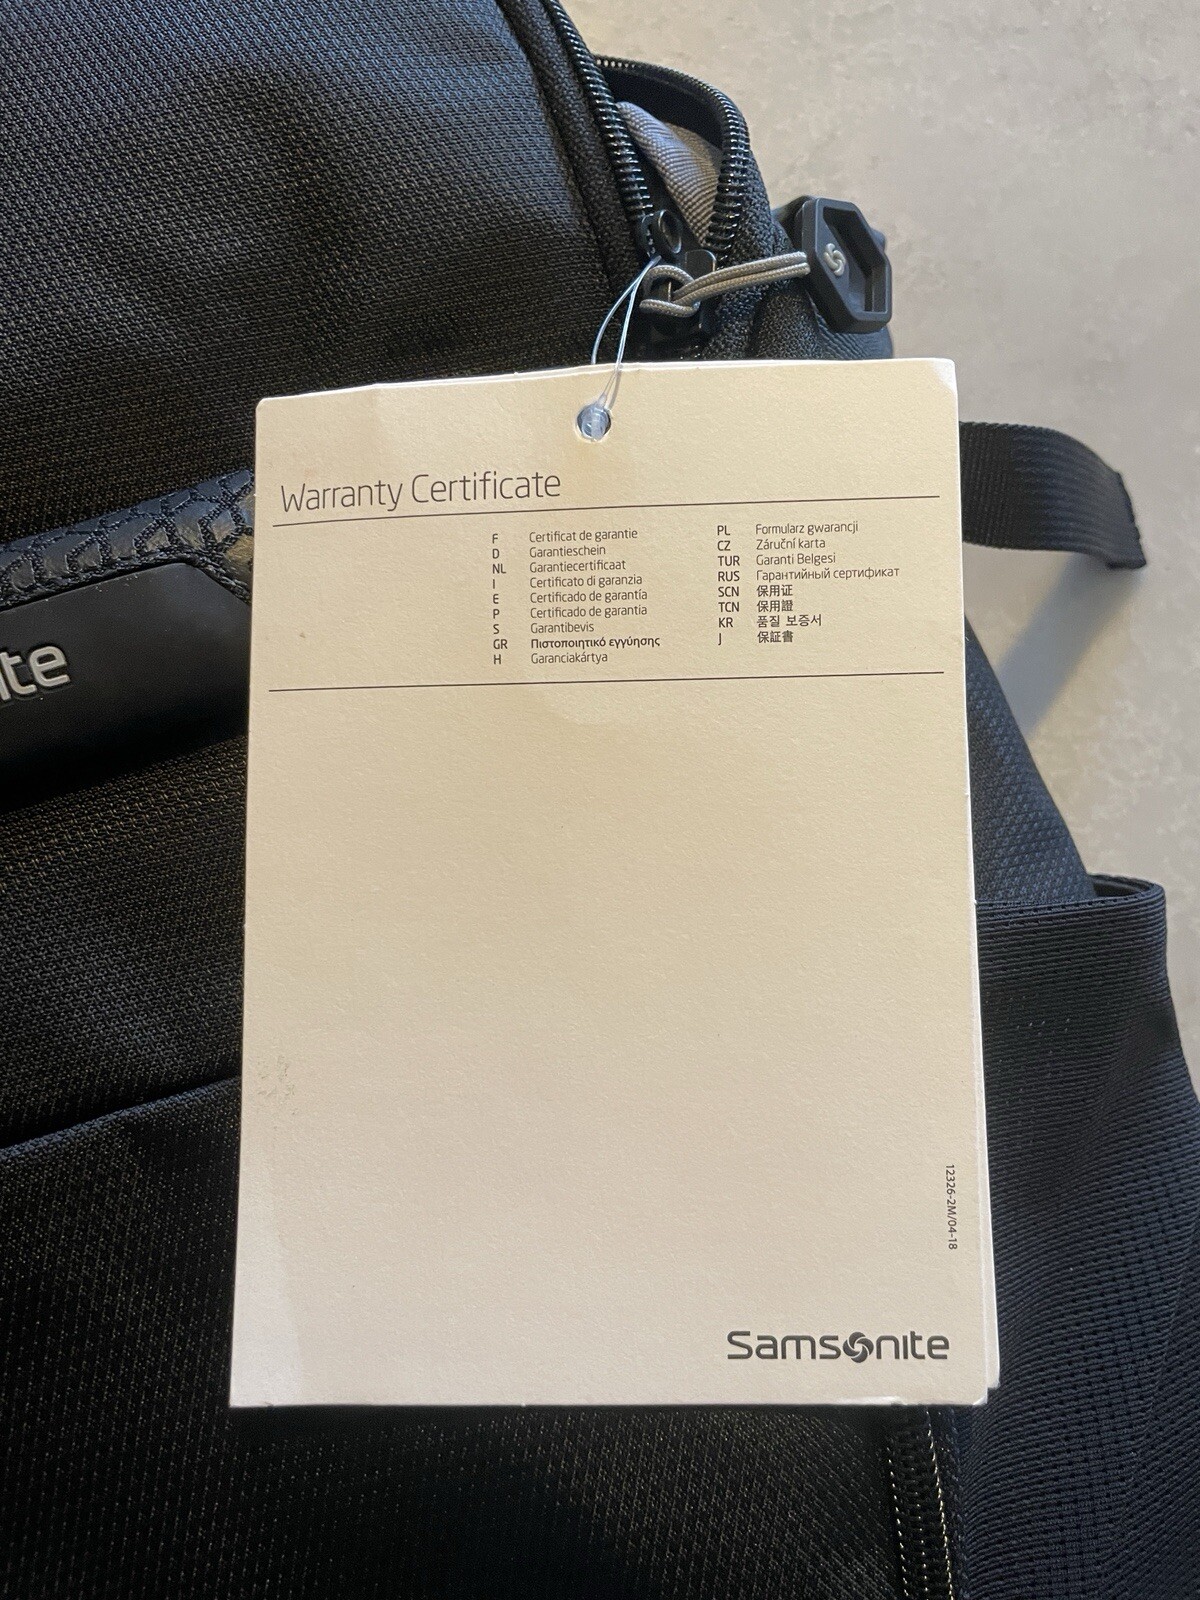 Warranty Certificate
F Certificat de garantie
D Garantieschein
NL Garantiecertificaat
I Certificato di garanzia
E Certificado de garantía
P Certificado de garantia
S Garantibevis
GR Πιστοποιητικό εγγύησης
H Garanciakártya
PL Formularz gwarancji
CZ Záruční karta
TUR Garanti Belgesi
RUS Гарантийный сертификат
SCN 保用证
TCN 保用證
KR 품질 보증서
J 保証書
ite
12326-2M/04-18
Samsonite